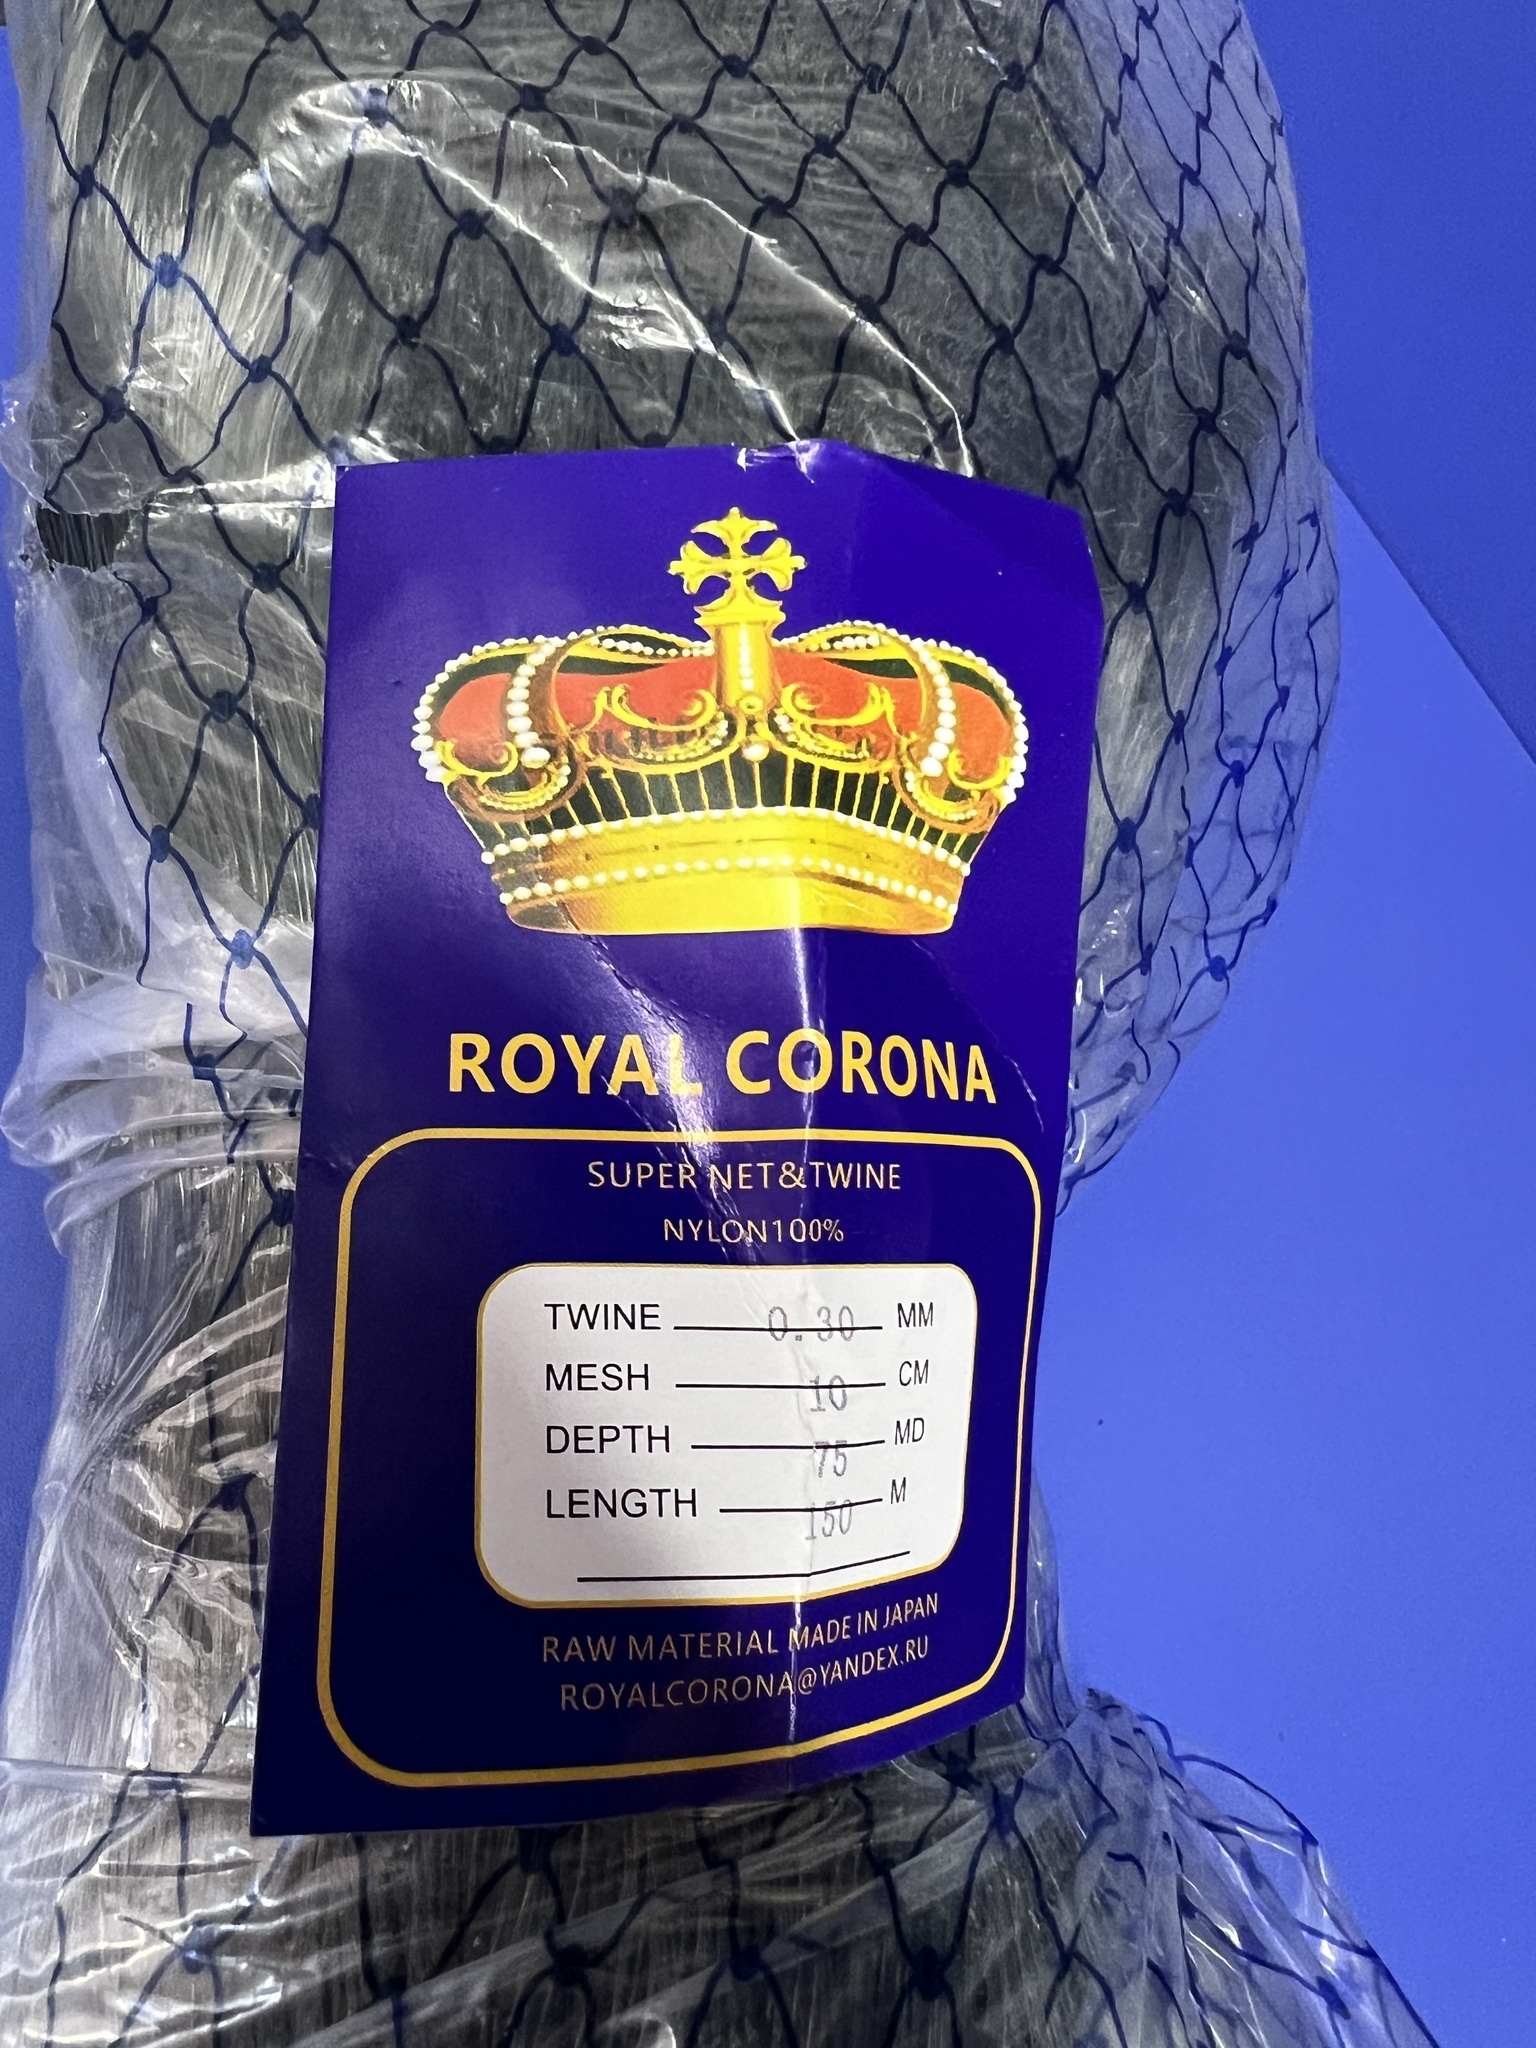 ROYAL CORONA
SUPER NET&TWINE
NYLON100%
TWINE 0.30 MM
MESH 10 CM
DEPTH 75 MD
LENGTH 150 M
RAW MATERIAL MADE IN JAPAN
ROYALCORONA@YANDEX.RU